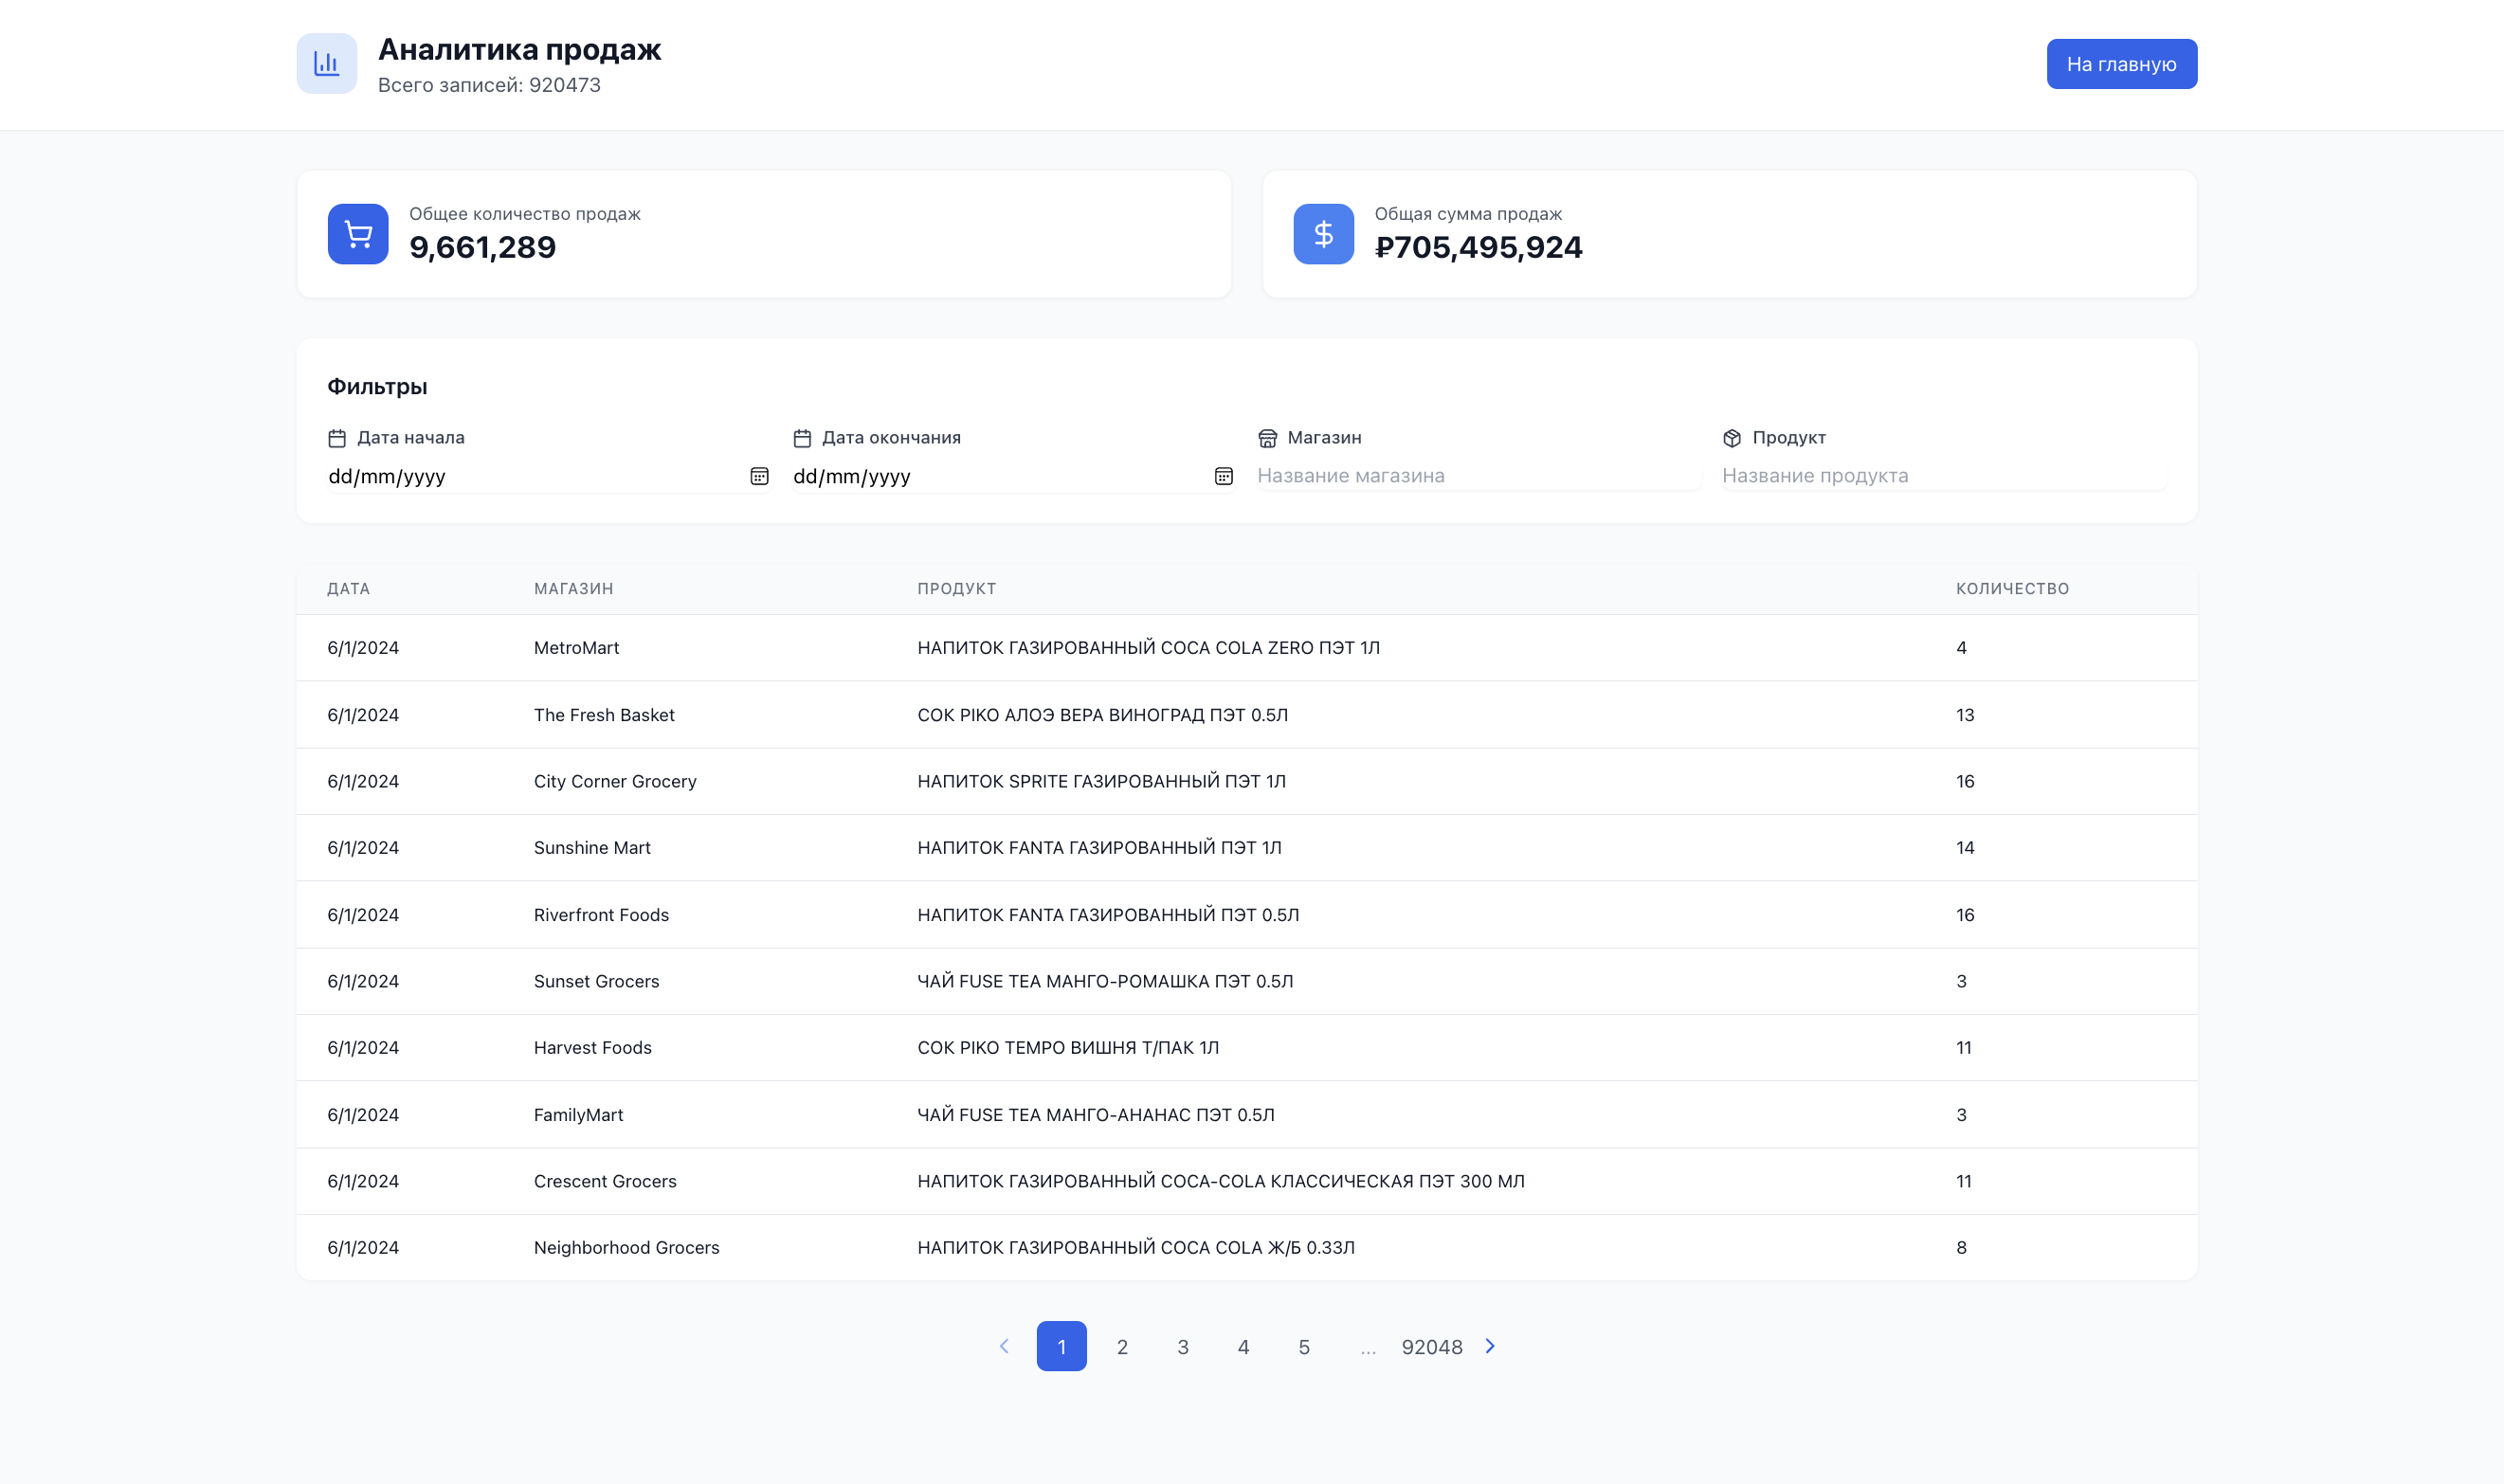 Аналитика продаж
Всего записей: 920473
На главную
Общее количество продаж
9,661,289
Общая сумма продаж
₽705,495,924
Фильтры
Дата начала
Дата окончания
Магазин
Продукт
dd/mm/yyyy
dd/mm/yyyy
Название магазина
Название продукта
ДАТА МАГАЗИН ПРОДУКТ КОЛИЧЕСТВО
6/1/2024 MetroMart НАПИТОК ГАЗИРОВАННЫЙ COCA COLA ZERO ПЭТ 1Л 4
6/1/2024 The Fresh Basket СОК PIKO АЛОЭ ВЕРА ВИНОГРАД ПЭТ 0.5Л 13
6/1/2024 City Corner Grocery НАПИТОК SPRITE ГАЗИРОВАННЫЙ ПЭТ 1Л 16
6/1/2024 Sunshine Mart НАПИТОК FANTA ГАЗИРОВАННЫЙ ПЭТ 1Л 14
6/1/2024 Riverfront Foods НАПИТОК FANTA ГАЗИРОВАННЫЙ ПЭТ 0.5Л 16
6/1/2024 Sunset Grocers ЧАЙ FUSE TEA МАНГО-РОМАШКА ПЭТ 0.5Л 3
6/1/2024 Harvest Foods СОК PIKO TEMPO ВИШНЯ Т/ПАК 1Л 11
6/1/2024 FamilyMart ЧАЙ FUSE TEA МАНГО-АНАНАС ПЭТ 0.5Л 3
6/1/2024 Crescent Grocers НАПИТОК ГАЗИРОВАННЫЙ COCA-COLA КЛАССИЧЕСКАЯ ПЭТ 300 МЛ 11
6/1/2024 Neighborhood Grocers НАПИТОК ГАЗИРОВАННЫЙ COCA COLA Ж/Б 0.33Л 8
1 2 3 4 5 ... 92048